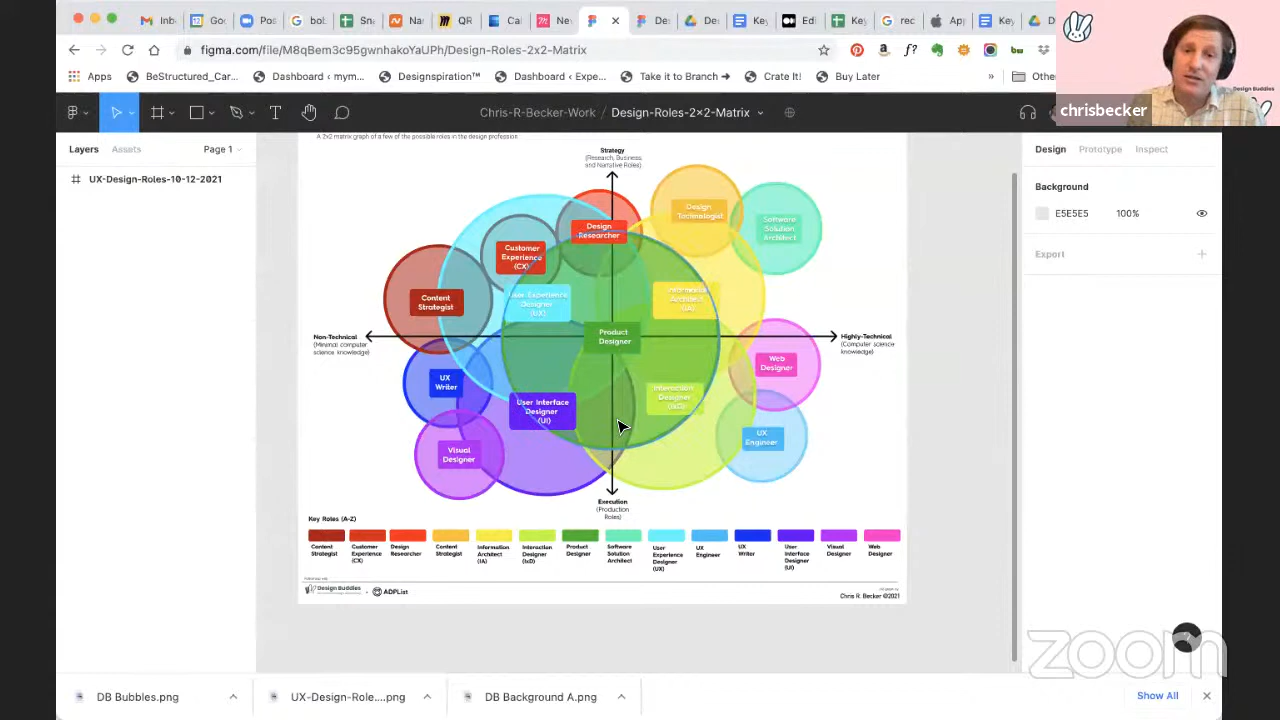 figma.com/file/M8qBem3c95gwnhakoYaUPh/Design-Roles-2x2-Matrix
Apps
BeStructured_Car...
Dashboard ‹ mym...
Designspiration™
Dashboard ‹ Expe...
Take it to Branch ➔
Crate It!
Buy Later
»
chrisbecker
Chris-R-Becker-Work / Design-Roles-2×2-Matrix
Layers
Assets
Page 1
Design
Prototype
Inspect
UX-Design-Roles-10-12-2021
Background
E5E5E5
100%
Export
A 2x2 matrix graph of a few of the possible roles in the design profession
Strategy
(Research, Business,
and Narrative Roles)
Design
Technologist
Software
Solution
Architect
Design
Researcher
Customer
Experience
(CX)
Content
Strategist
User Experience
Designer
(UX)
Information
Architect
(IA)
Product
Designer
Non-Technical
(Minimal computer
science knowledge)
Highly-Technical
(Computer science
knowledge)
Web
Designer
UX
Writer
User Interface
Designer
(UI)
Interaction
Designer
(IxD)
UX
Engineer
Visual
Designer
Execution
(Production
Roles)
Key Roles (A-Z)
Content
Strategist
Customer
Experience
(CX)
Design
Researcher
Content
Strategist
Information
Architect
(IA)
Interaction
Designer
(IxD)
Product
Designer
Software
Solution
Architect
User
Experience
Designer
(UX)
UX
Engineer
UX
Writer
User
Interface
Designer
(UI)
Visual
Designer
Web
Designer
Design Buddies
ADPList
Chris R. Becker ©2021
zoom
DB Bubbles.png
UX-Design-Role....png
DB Background A.png
Show All